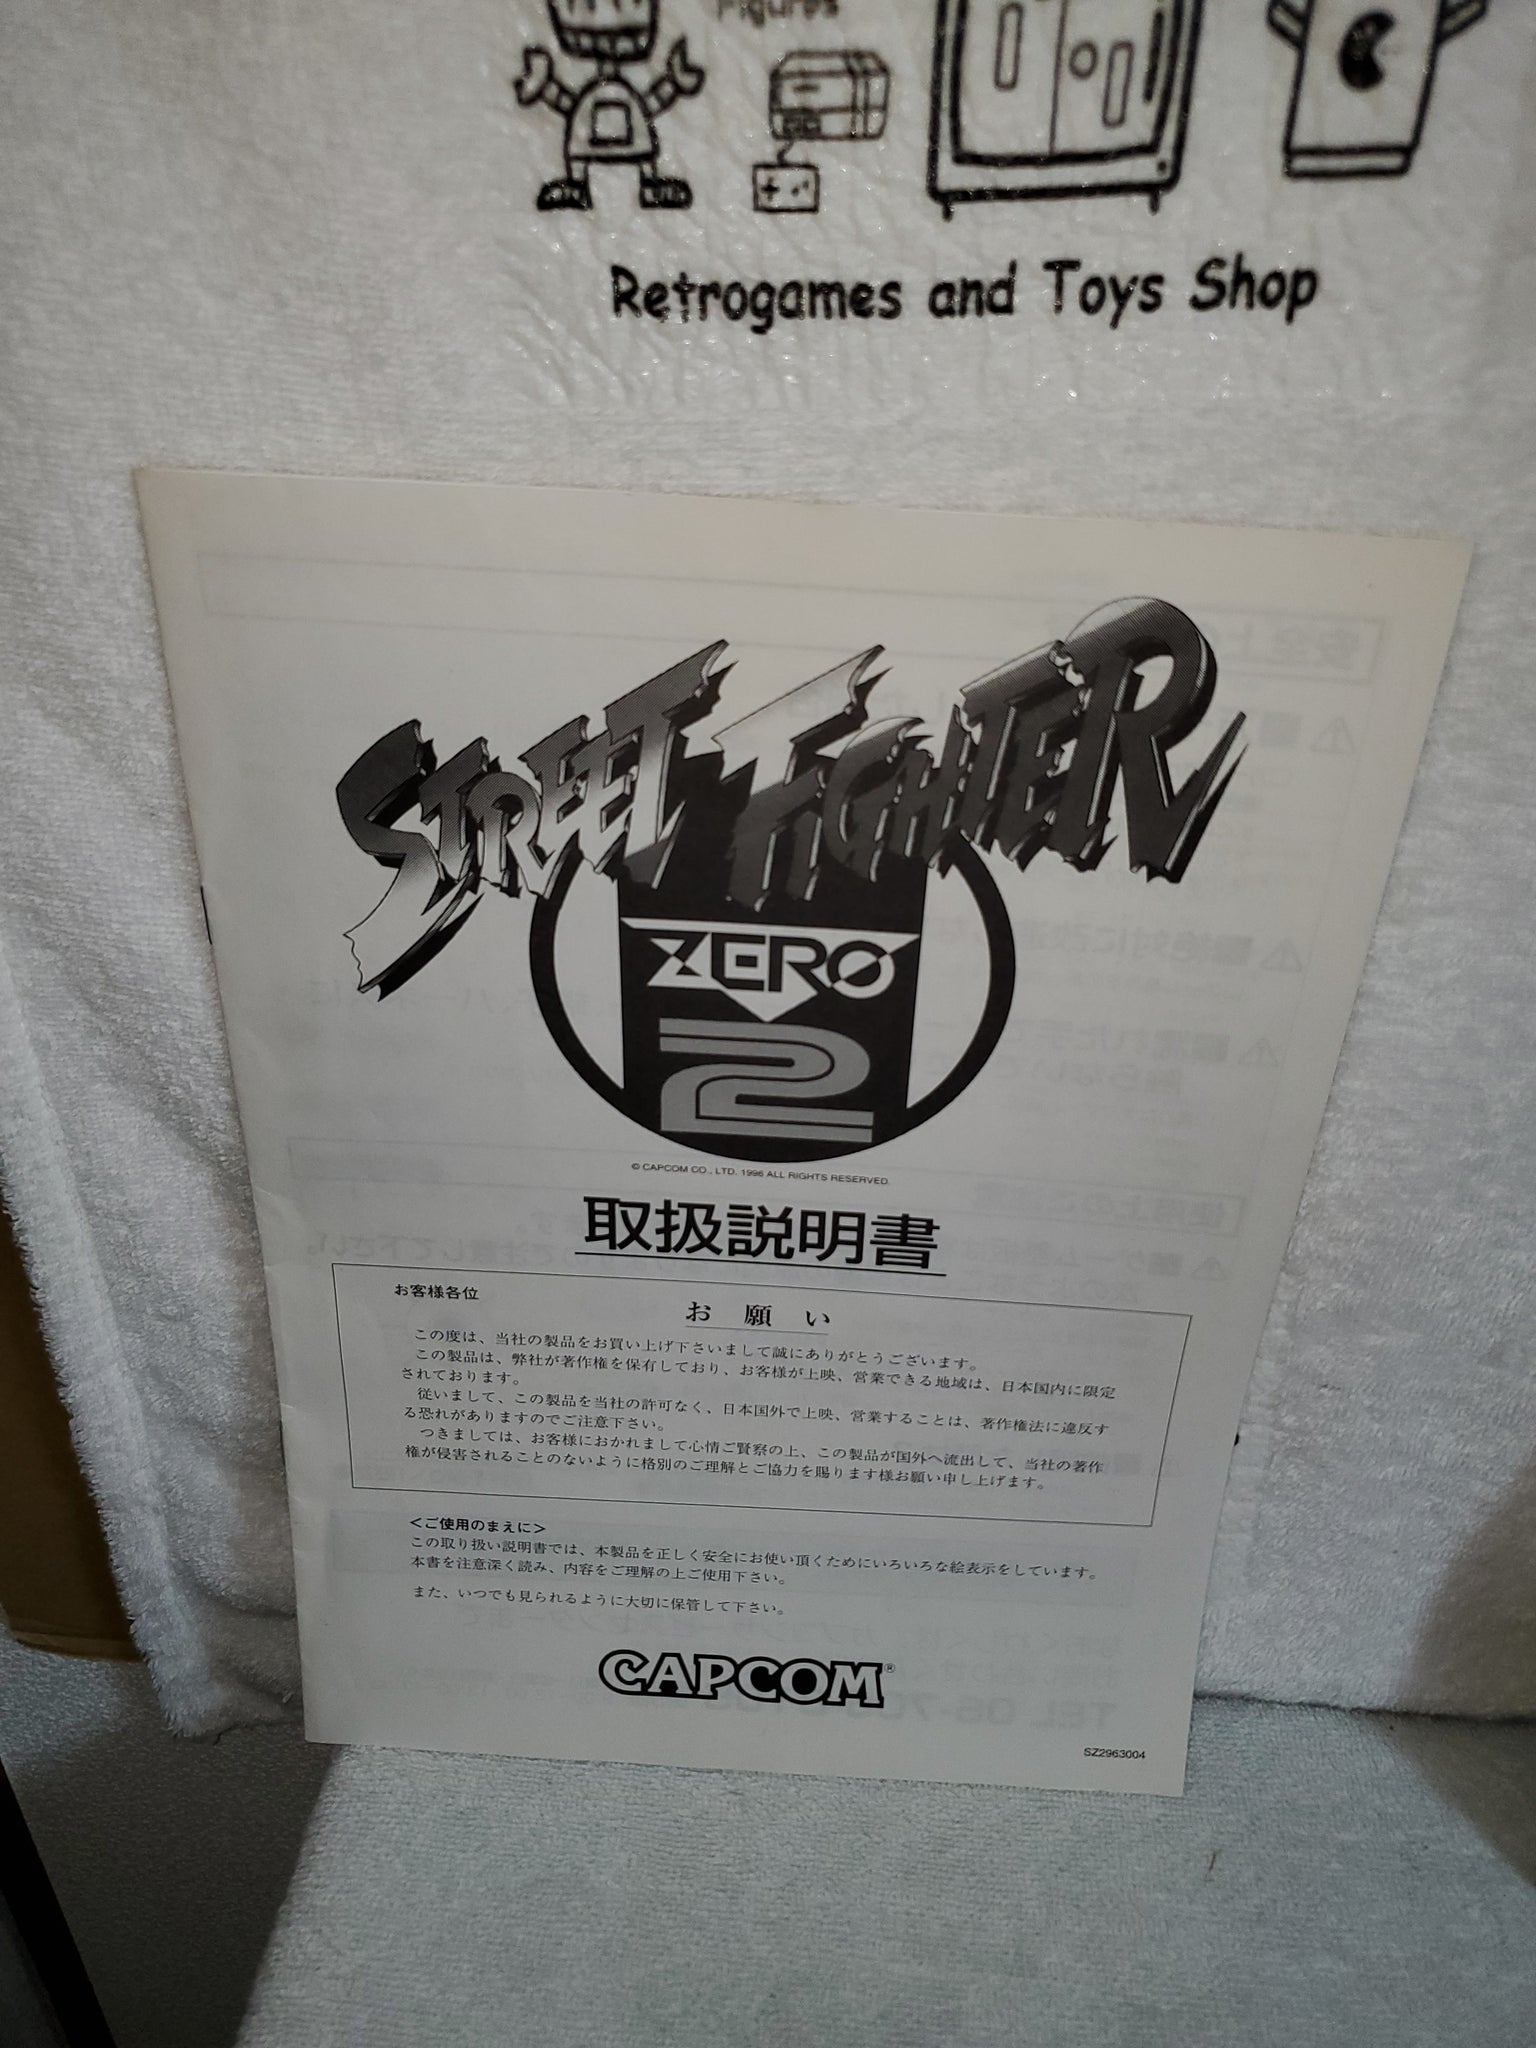 Figures
Retrogames and Toys Shop
STREET FIGHTER
ZERO
2
© CAPCOM CO., LTD. 1996 ALL RIGHTS RESERVED.
取扱説明書
お客様各位
お願い
この度は、当社の製品をお買い上げ下さいまして誠にありがとうございます。
この製品は、弊社が著作権を保有しており、お客様が上映、営業できる地域は、日本国内に限定
されております。
従いまして、この製品を当社の許可なく、日本国外で上映、営業することは、著作権法に違反す
る恐れがありますのでご注意下さい。
つきましては、お客様におかれまして心情ご賢察の上、この製品が国外へ流出して、当社の著作
権が侵害されることのないように格別のご理解とご協力を賜ります様お願い申し上げます。
＜ご使用のまえに＞
この取り扱い説明書では、本製品を正しく安全にお使い頂くためにいろいろな絵表示をしています。
本書を注意深く読み、内容をご理解の上ご使用下さい。
また、いつでも見られるように大切に保管して下さい。
CAPCOM®
SZ2963004